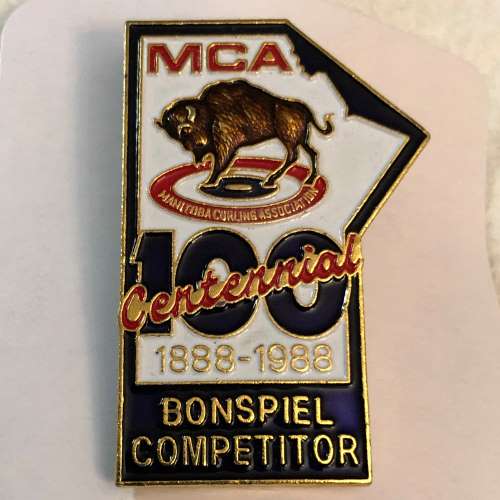 MCA
MANITOBA CURLING ASSOCIATION
100
Centennial
1888-1988
BONSPIEL
COMPETITOR